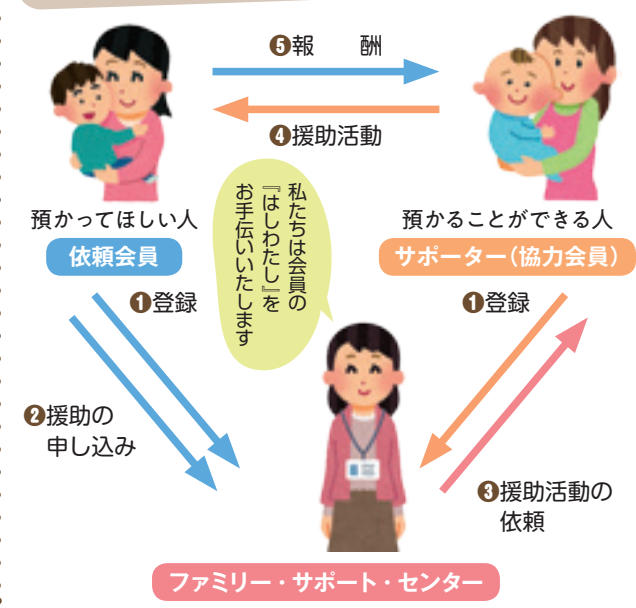 ❺報　酬
❹援助活動
私たちは会員の
『はしわたし』を
お手伝いいたします
預かってほしい人
依頼会員
預かることができる人
サポーター（協力会員）
❶登録
❶登録
❷援助の
申し込み
❸援助活動の
依頼
ファミリー・サポート・センター